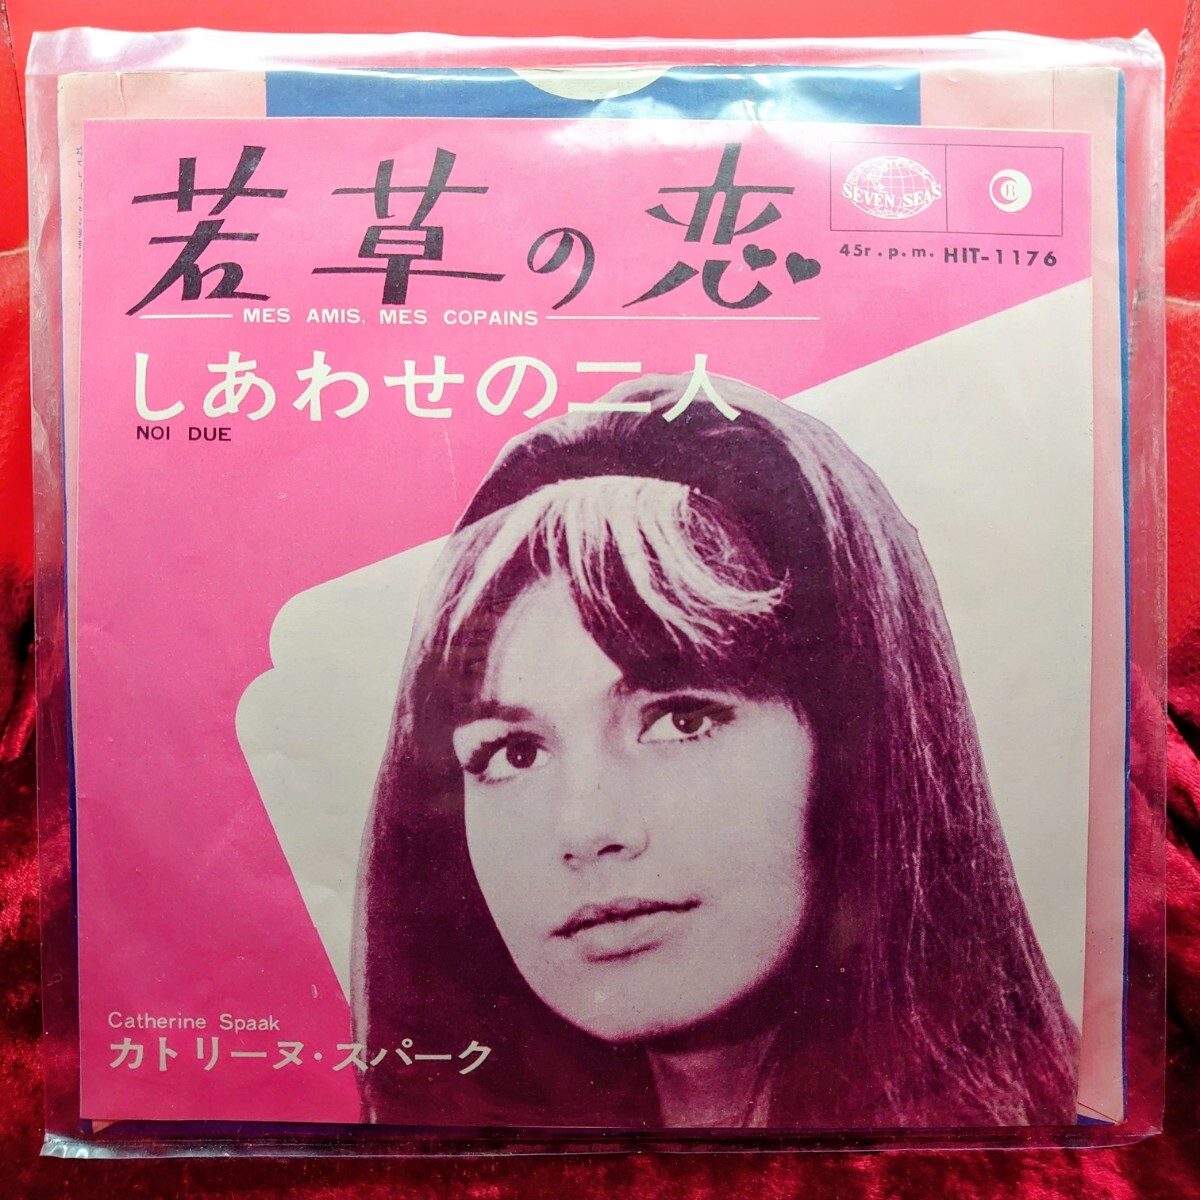 若草の恋
MES AMIS, MES COPAINS
しあわせの二人
NOI DUE
SEVEN SEAS
45r.p.m. HIT-1176
Catherine Spaak
カトリーヌ・スパーク